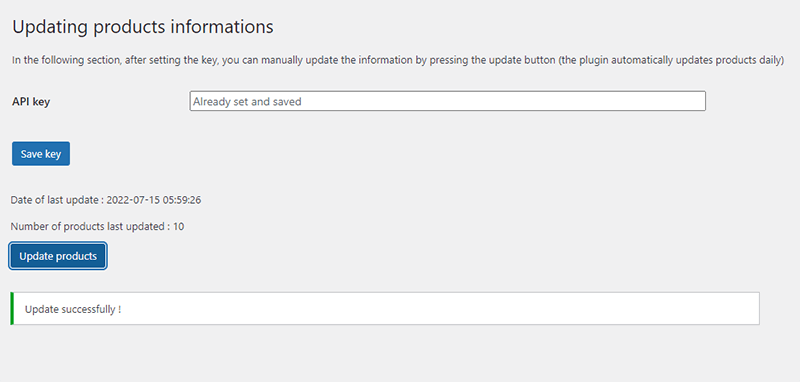 Updating products informations
In the following section, after setting the key, you can manually update the information by pressing the update button (the plugin automatically updates products daily)
API key
Already set and saved
Save key
Date of last update : 2022-07-15 05:59:26
Number of products last updated : 10
Update products
Update successfully !